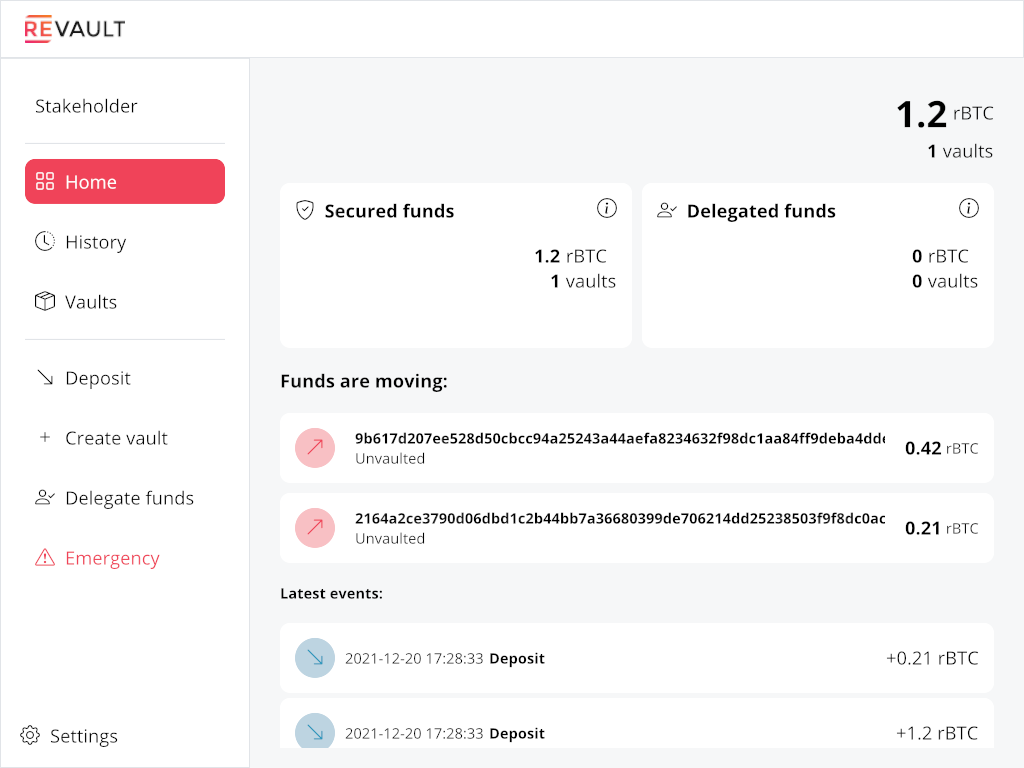 REVAULT
Stakeholder
Home
History
Vaults
Deposit
Create vault
Delegate funds
Emergency
Settings
1.2 rBTC
1 vaults
Secured funds
1.2 rBTC
1 vaults
Delegated funds
0 rBTC
0 vaults
Funds are moving:
9b617d207ee528d50cbcc94a25243a44aefa8234632f98dc1aa84ff9deba4dd
Unvaulted
0.42 rBTC
2164a2ce3790d06dbd1c2b44bb7a36680399de706214dd25238503f9f8dc0ac
Unvaulted
0.21 rBTC
Latest events:
2021-12-20 17:28:33 Deposit
+0.21 rBTC
2021-12-20 17:28:33 Deposit
+1.2 rBTC